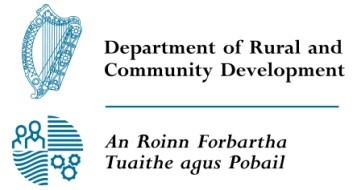 Department of Rural and
Community Development
An Roinn Forbartha
Tuaithe agus Pobail